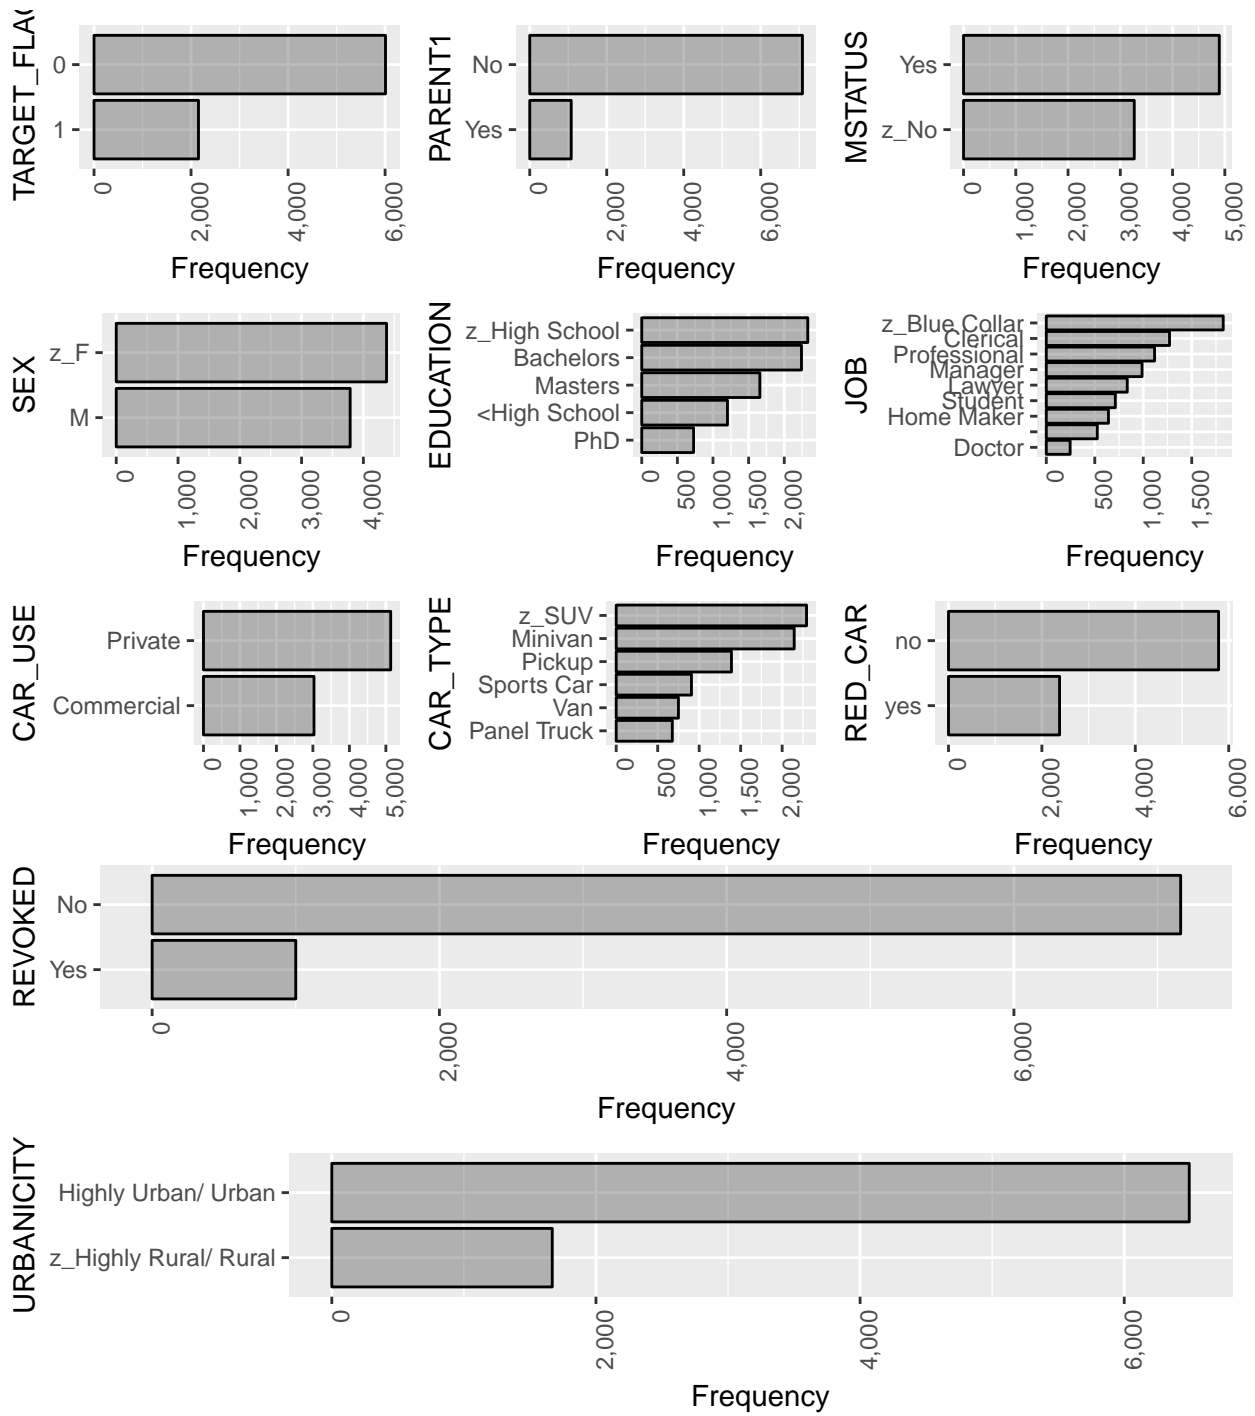 TARGET_FLAG
0
1
0
2,000
4,000
6,000
Frequency
PARENT1
No
Yes
0
2,000
4,000
6,000
Frequency
MSTATUS
Yes
z_No
0
1,000
2,000
3,000
4,000
5,000
Frequency
SEX
z_F
M
0
1,000
2,000
3,000
4,000
Frequency
EDUCATION
z_High School
Bachelors
Masters
<High School
PhD
0
500
1,000
1,500
2,000
Frequency
JOB
z_Blue Collar
Clerical
Professional
Manager
Lawyer
Student
Home Maker
Doctor
0
500
1,000
1,500
Frequency
CAR_USE
Private
Commercial
0
1,000
2,000
3,000
4,000
5,000
Frequency
CAR_TYPE
z_SUV
Minivan
Pickup
Sports Car
Van
Panel Truck
0
500
1,000
1,500
2,000
Frequency
RED_CAR
no
yes
0
2,000
4,000
6,000
Frequency
REVOKED
No
Yes
0
2,000
4,000
6,000
Frequency
URBANICITY
Highly Urban/ Urban
z_Highly Rural/ Rural
0
2,000
4,000
6,000
Frequency